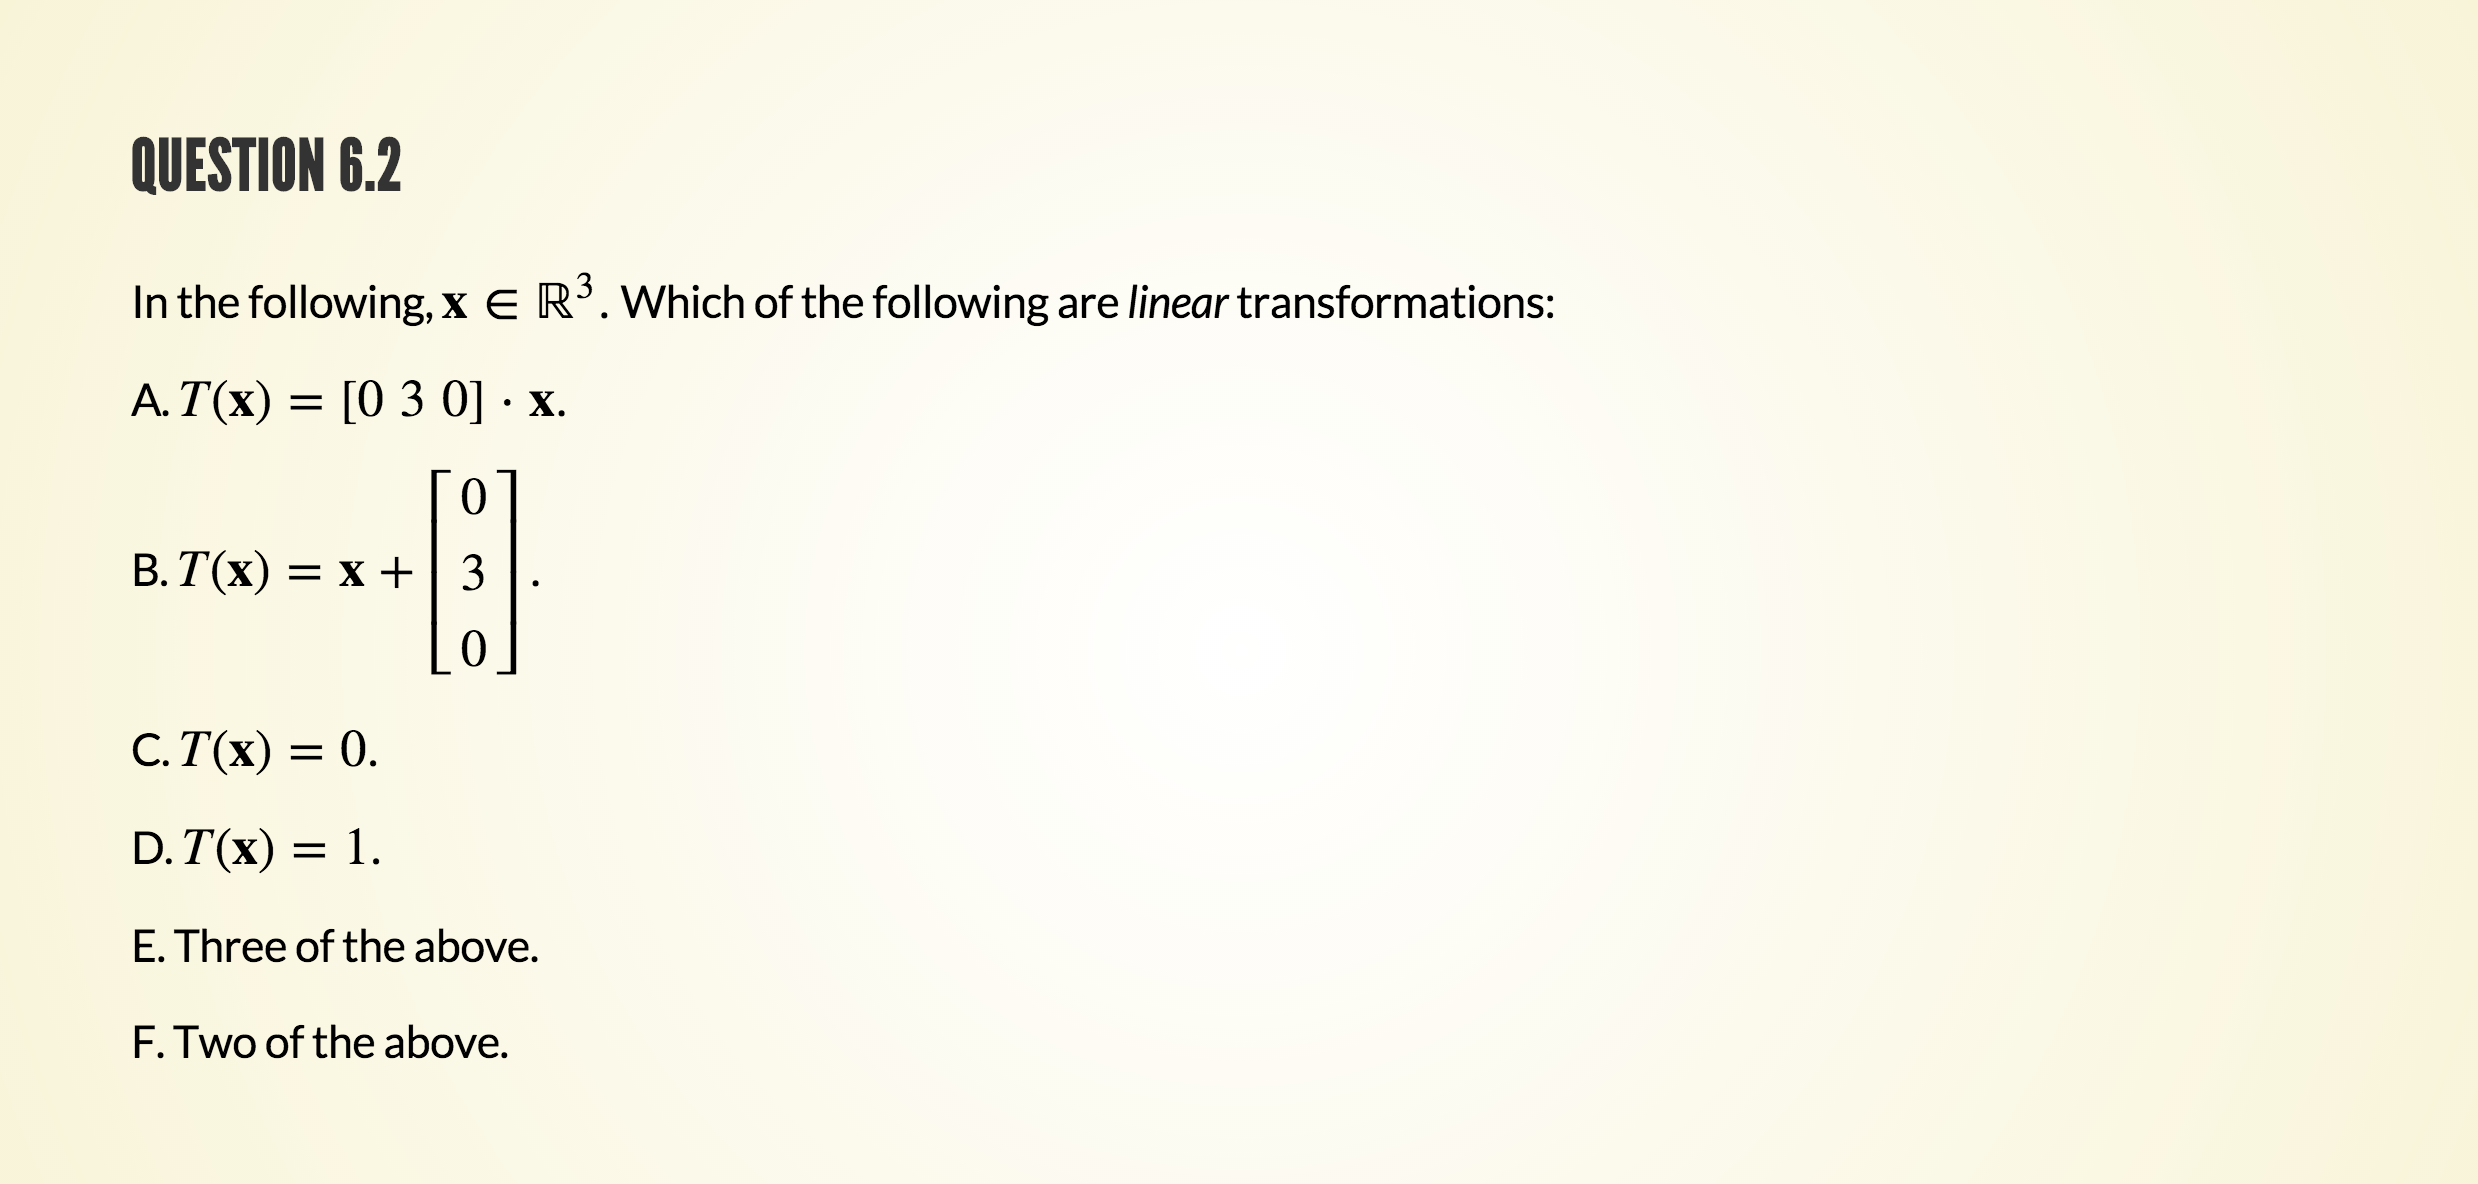 QUESTION 6.2
In the following, 𝐱 ∈ ℝ³. Which of the following are linear transformations:
A. T(𝐱) = [0 3 0] · 𝐱.
B. T(𝐱) = 𝐱 + [0 3 0].
C. T(𝐱) = 0.
D. T(𝐱) = 1.
E. Three of the above.
F. Two of the above.